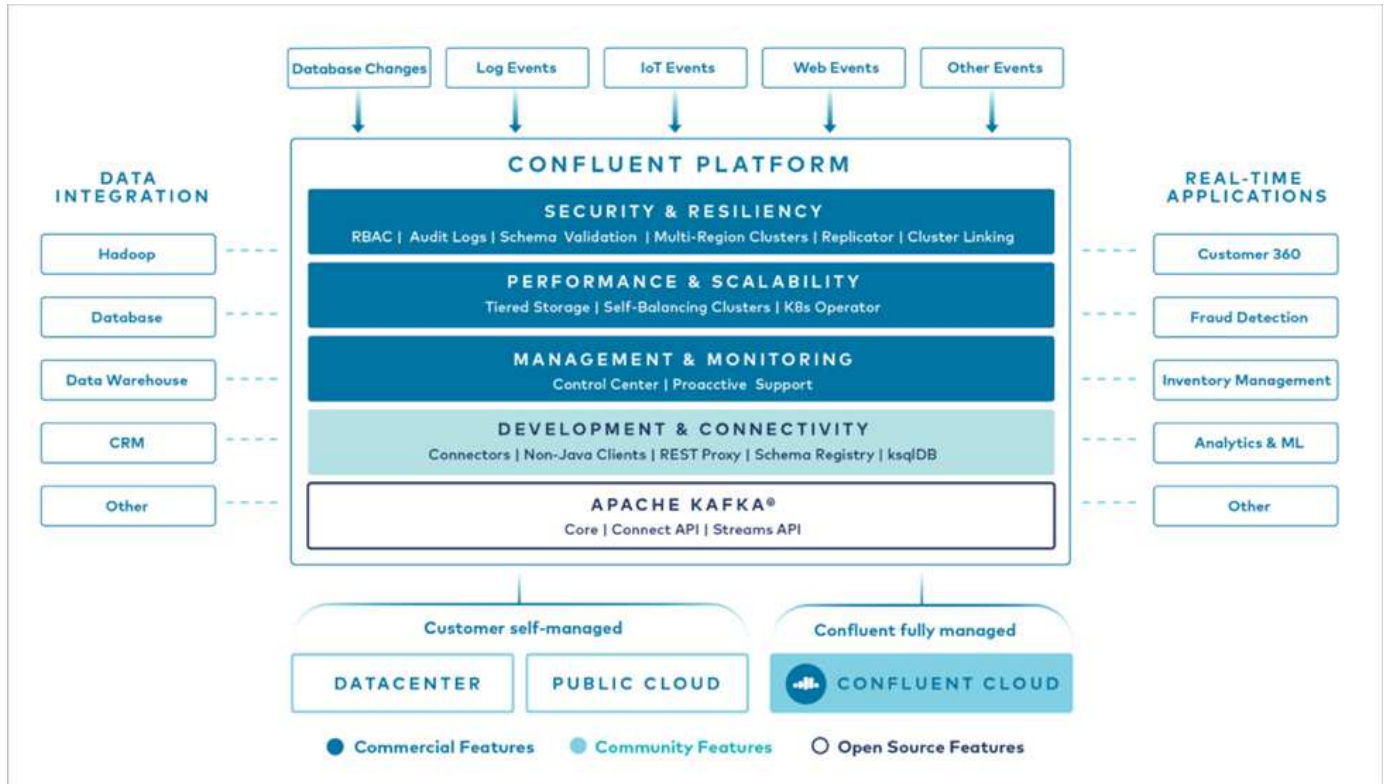 Database Changes
Log Events
IoT Events
Web Events
Other Events
DATA
INTEGRATION
Hadoop
Database
Data Warehouse
CRM
Other
CONFLUENT PLATFORM
SECURITY & RESILIENCY
RBAC | Audit Logs | Schema Validation | Multi-Region Clusters | Replicator | Cluster Linking
PERFORMANCE & SCALABILITY
Tiered Storage | Self-Balancing Clusters | K8s Operator
MANAGEMENT & MONITORING
Control Center | Proacctive Support
DEVELOPMENT & CONNECTIVITY
Connectors | Non-Java Clients | REST Proxy | Schema Registry | ksqlDB
APACHE KAFKA®
Core | Connect API | Streams API
REAL-TIME
APPLICATIONS
Customer 360
Fraud Detection
Inventory Management
Analytics & ML
Other
Customer self-managed
Confluent fully managed
DATACENTER
PUBLIC CLOUD
CONFLUENT CLOUD
Commercial Features
Community Features
Open Source Features